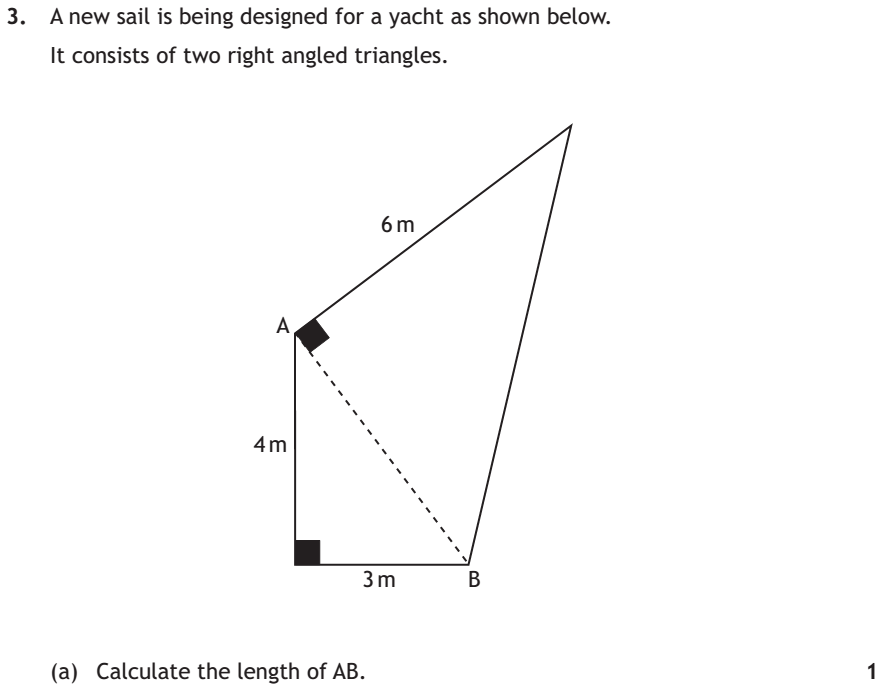 3. A new sail is being designed for a yacht as shown below.
It consists of two right angled triangles.
6 m
A
4 m
3 m B
(a) Calculate the length of AB. 1